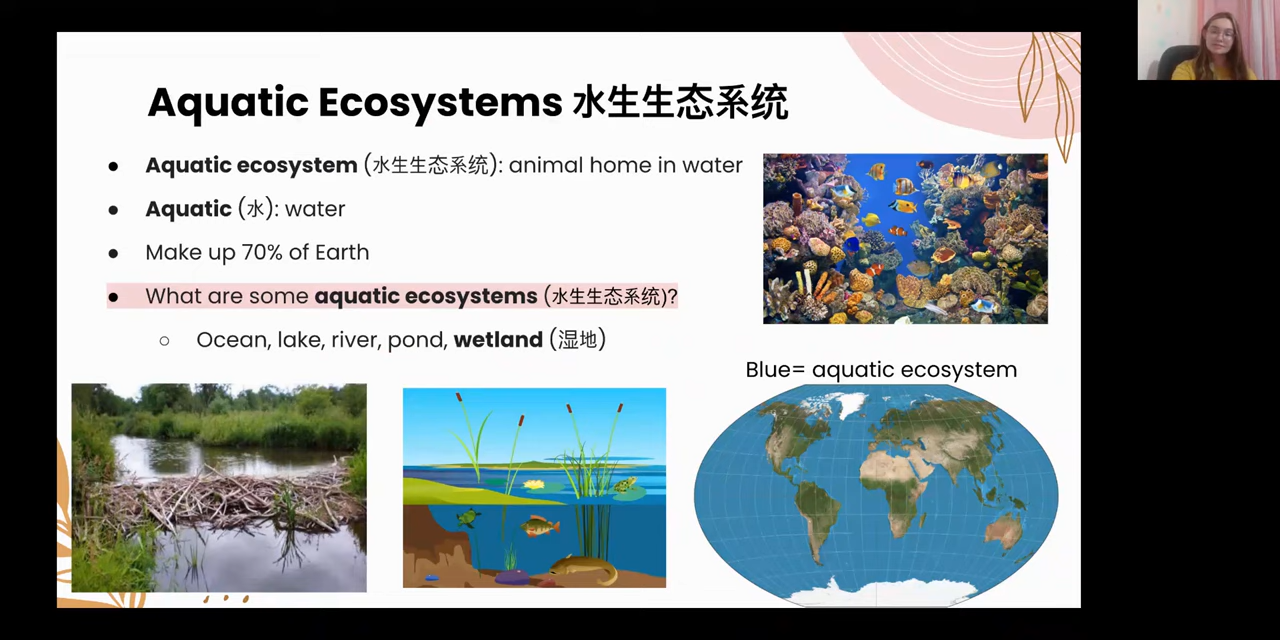 Aquatic Ecosystems 水生生态系统
● Aquatic ecosystem (水生生态系统): animal home in water
● Aquatic (水): water
● Make up 70% of Earth
● What are some aquatic ecosystems (水生生态系统)?
○ Ocean, lake, river, pond, wetland (湿地)
Blue= aquatic ecosystem